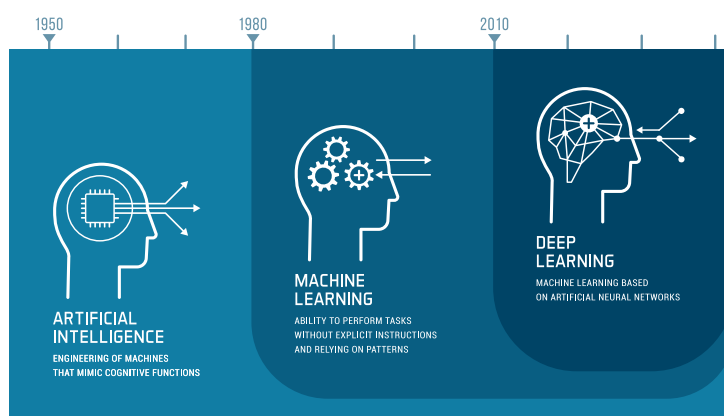 1950
1980
2010
ARTIFICIAL
INTELLIGENCE
ENGINEERING OF MACHINES
THAT MIMIC COGNITIVE FUNCTIONS
MACHINE
LEARNING
ABILITY TO PERFORM TASKS
WITHOUT EXPLICIT INSTRUCTIONS
AND RELYING ON PATTERNS
DEEP
LEARNING
MACHINE LEARNING BASED
ON ARTIFICIAL NEURAL NETWORKS